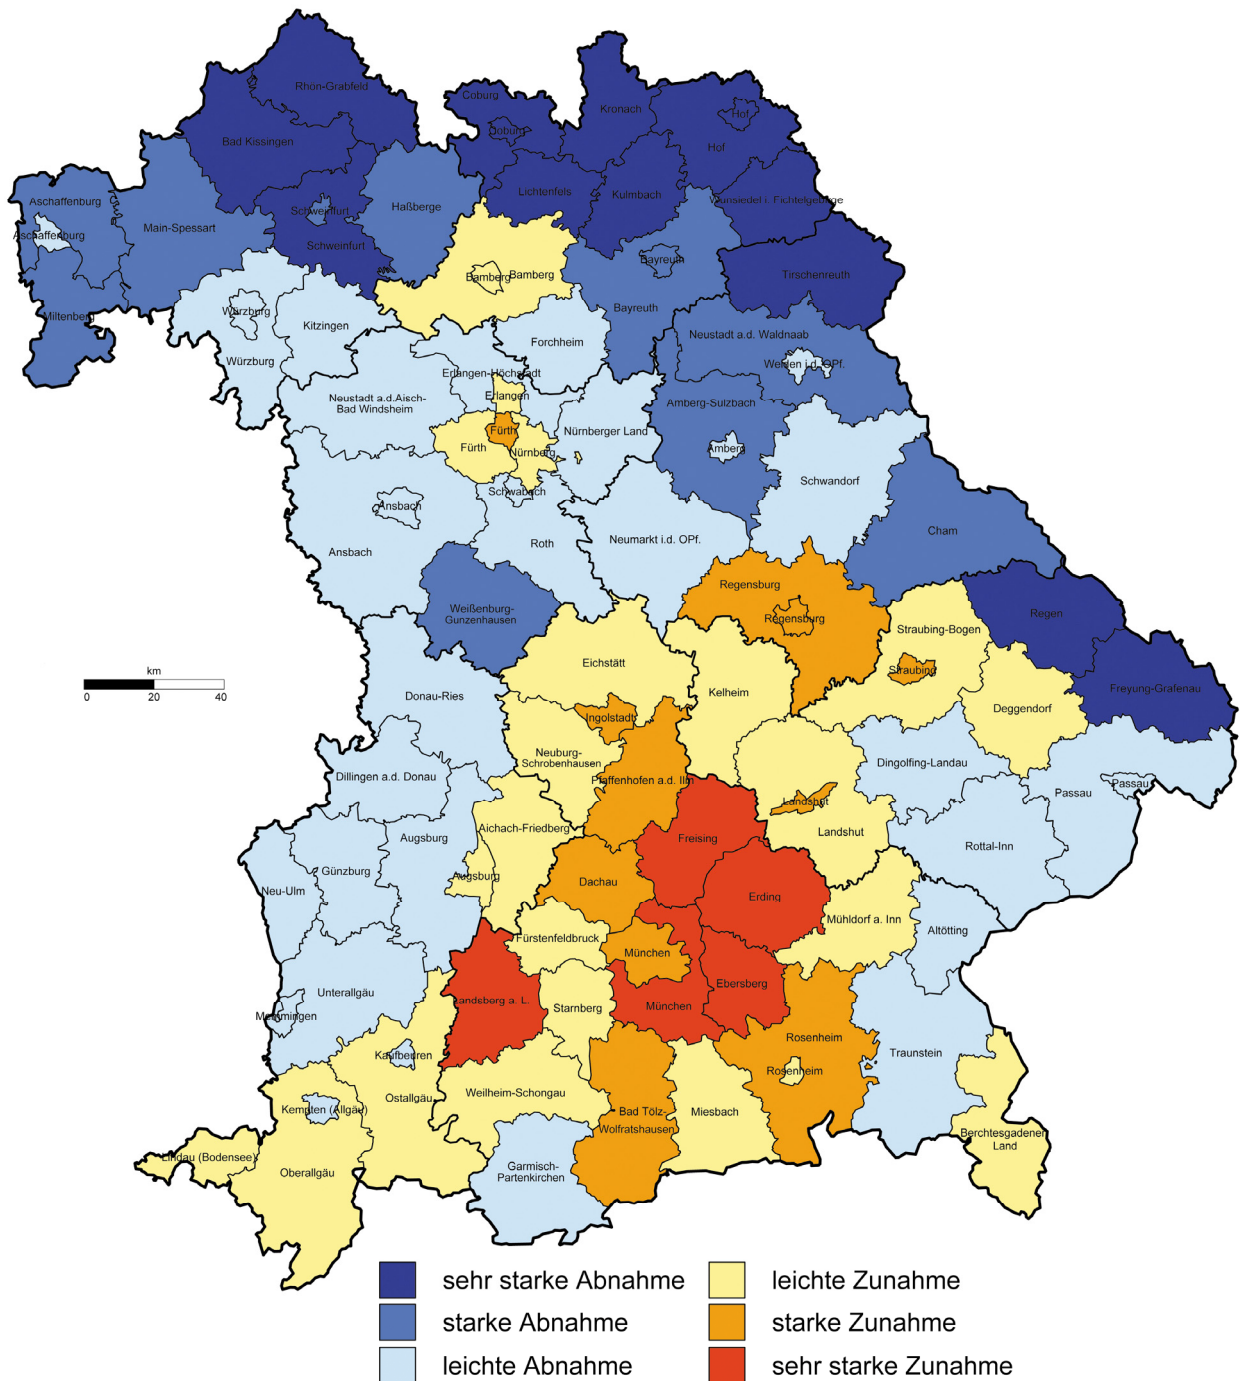 Rhön-Grabfeld
Coburg
Kronach
Hof
Coburg
Bad Kissingen
Hof
Lichtenfels
Kulmbach
Wunsiedel i. Fichtelgebirge
Aschaffenburg
Haßberge
Schweinfurt
Main-Spessart
Aschaffenburg
Schweinfurt
Bayreuth
Bamberg
Bamberg
Tirschenreuth
Miltenberg
Würzburg
Bayreuth
Kitzingen
Neustadt a.d. Waldnaab
Forchheim
Würzburg
Weiden i.d. OPf.
Erlangen-Höchstadt
Neustadt a.d.Aisch-
Bad Windsheim
Erlangen
Amberg-Sulzbach
Fürth
Nürnberger Land
Fürth
Nürnberg
Amberg
Schwandorf
Schwabach
Ansbach
Cham
Roth
Neumarkt i.d. OPf.
Ansbach
Regensburg
Weißenburg-
Gunzenhausen
Regensburg
Regen
Straubing-Bogen
Eichstätt
Straubing
km
0
20
40
Donau-Ries
Kelheim
Freyung-Grafenau
Deggendorf
Ingolstadt
Neuburg-
Schrobenhausen
Dingolfing-Landau
Dillingen a.d. Donau
Pfaffenhofen a.d. Ilm
Passau
Passau
Landshut
Aichach-Friedberg
Landshut
Augsburg
Freising
Rottal-Inn
Günzburg
Augsburg
Dachau
Neu-Ulm
Erding
Mühldorf a. Inn
Altötting
Fürstenfeldbruck
München
Ebersberg
Unterallgäu
Landsberg a. L.
Starnberg
München
Memmingen
Rosenheim
Kaufbeuren
Traunstein
Rosenheim
Weilheim-Schongau
Ostallgäu
Kempten (Allgäu)
Bad Tölz-
Wolfratshausen
Miesbach
Berchtesgadener
Land
Lindau (Bodensee)
Oberallgäu
Garmisch-
Partenkirchen
sehr starke Abnahme
leichte Zunahme
starke Abnahme
starke Zunahme
leichte Abnahme
sehr starke Zunahme